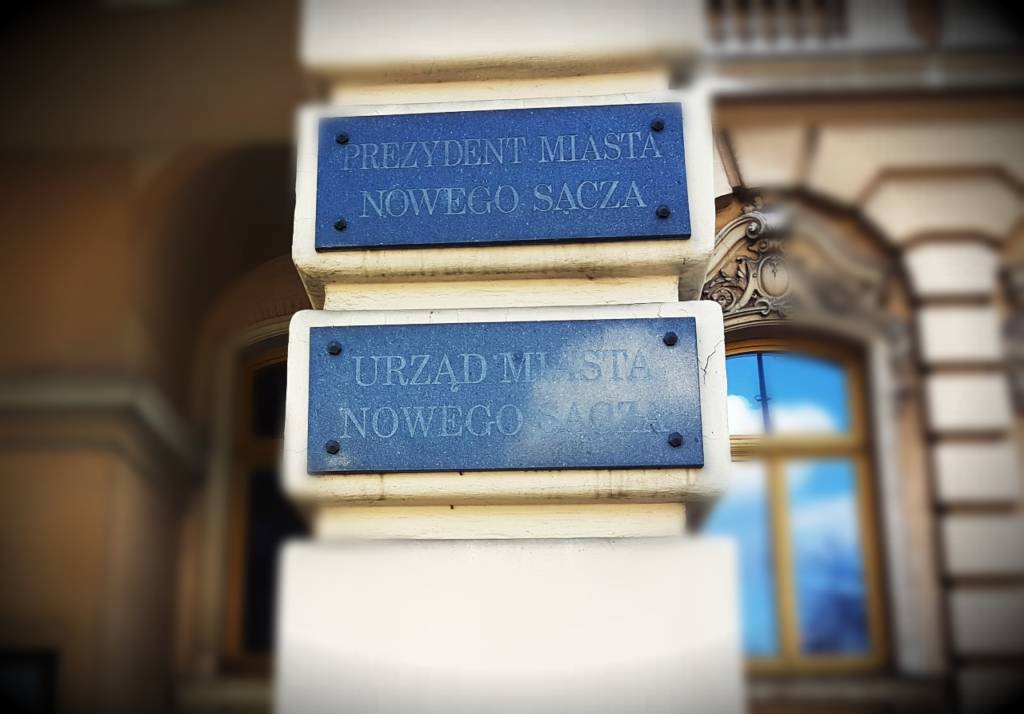 PREZYDENT MIASTA
NOWEGO SĄCZA
URZĄD MIASTA
NOWEGO SĄCZA